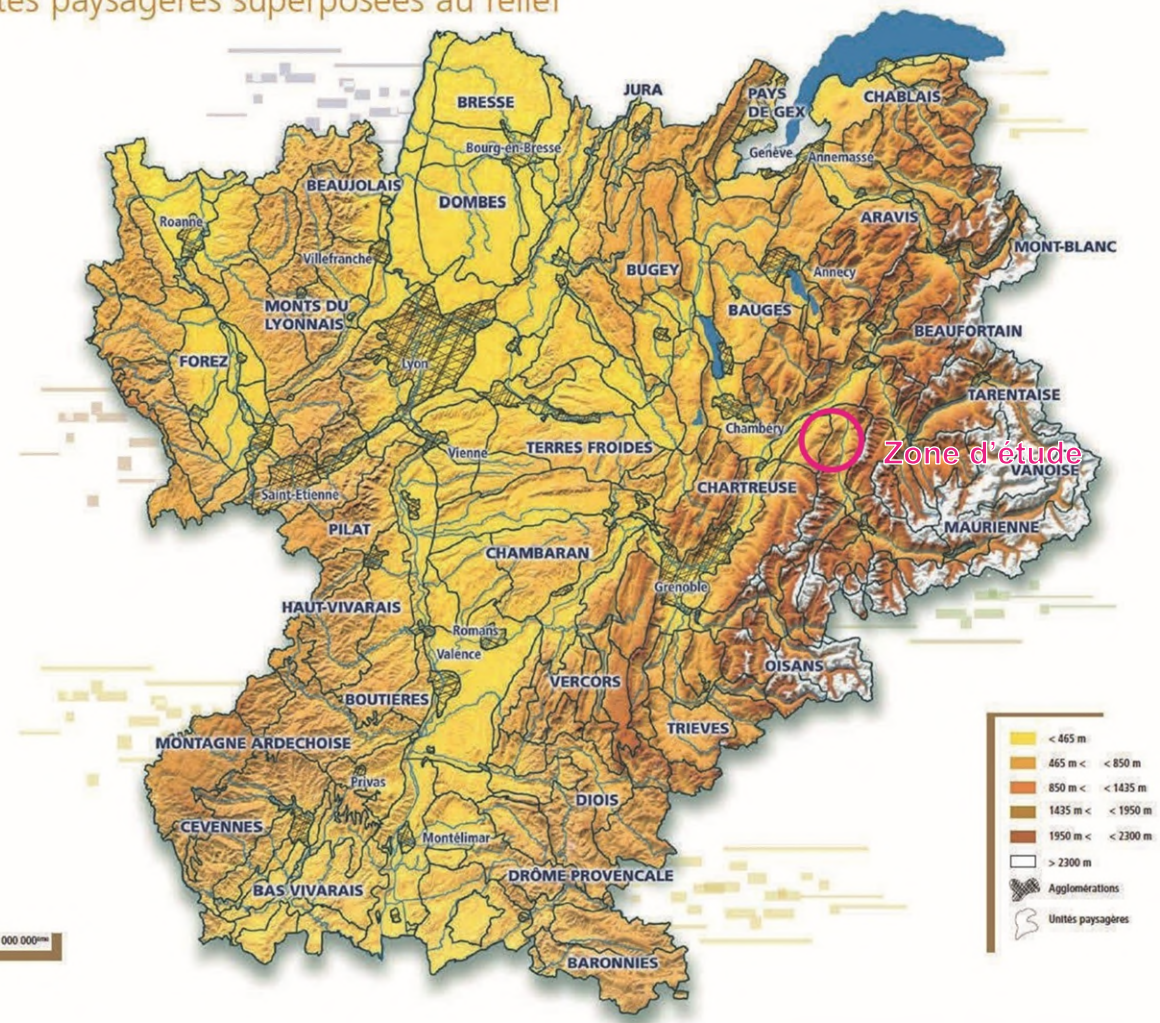 tés paysagères superposées au relief
BRESSE
JURA
PAYS
DE GEX
CHABLAIS
Bourg-en-Bresse
Genève
Annemasse
BEAUJOLAIS
DOMBES
Roanne
ARAVIS
MONT-BLANC
Villefranche
BUGEY
Annecy
MONTS DU
LYONNAIS
BAUGES
BEAUFORTAIN
FOREZ
Lyon
TARENTAISE
Chambéry
Vienne
TERRES FROIDES
Zone d'étude
VANOISE
CHARTREUSE
Saint-Etienne
PILAT
MAURIENNE
CHAMBARAN
Grenoble
HAUT-VIVARAIS
Romans
Valence
OISANS
VERCORS
BOUTIERES
TRIEVES
MONTAGNE ARDECHOISE
Privas
DIOIS
CEVENNES
Montélimar
DRÔME PROVENCALE
BAS VIVARAIS
BARONNIES
< 465 m
465 m < < 850 m
850 m < < 1435 m
1435 m < < 1950 m
1950 m < < 2300 m
> 2300 m
Agglomérations
Unités paysagères
000 000ème